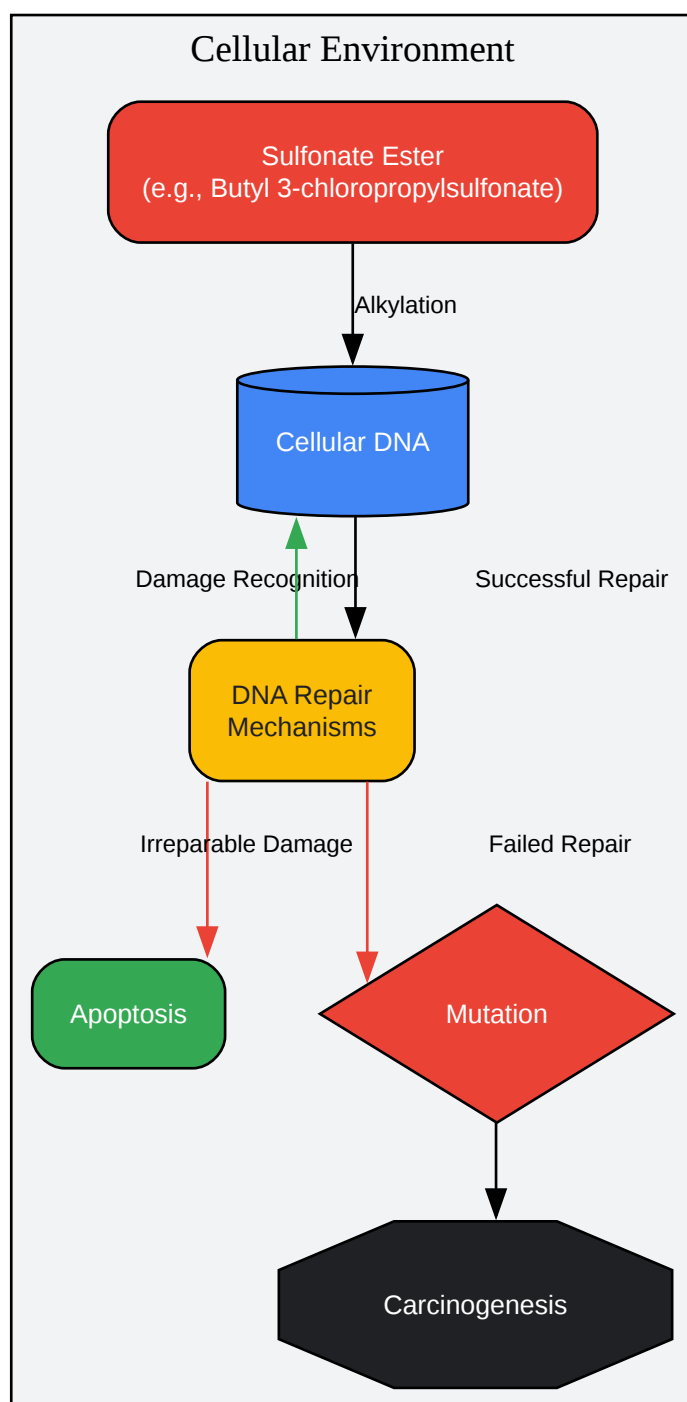 Cellular Environment
Sulfonate Ester
(e.g., Butyl 3-chloropropylsulfonate)
Alkylation
Cellular DNA
Damage Recognition
Successful Repair
DNA Repair
Mechanisms
Irreparable Damage
Failed Repair
Apoptosis
Mutation
Carcinogenesis